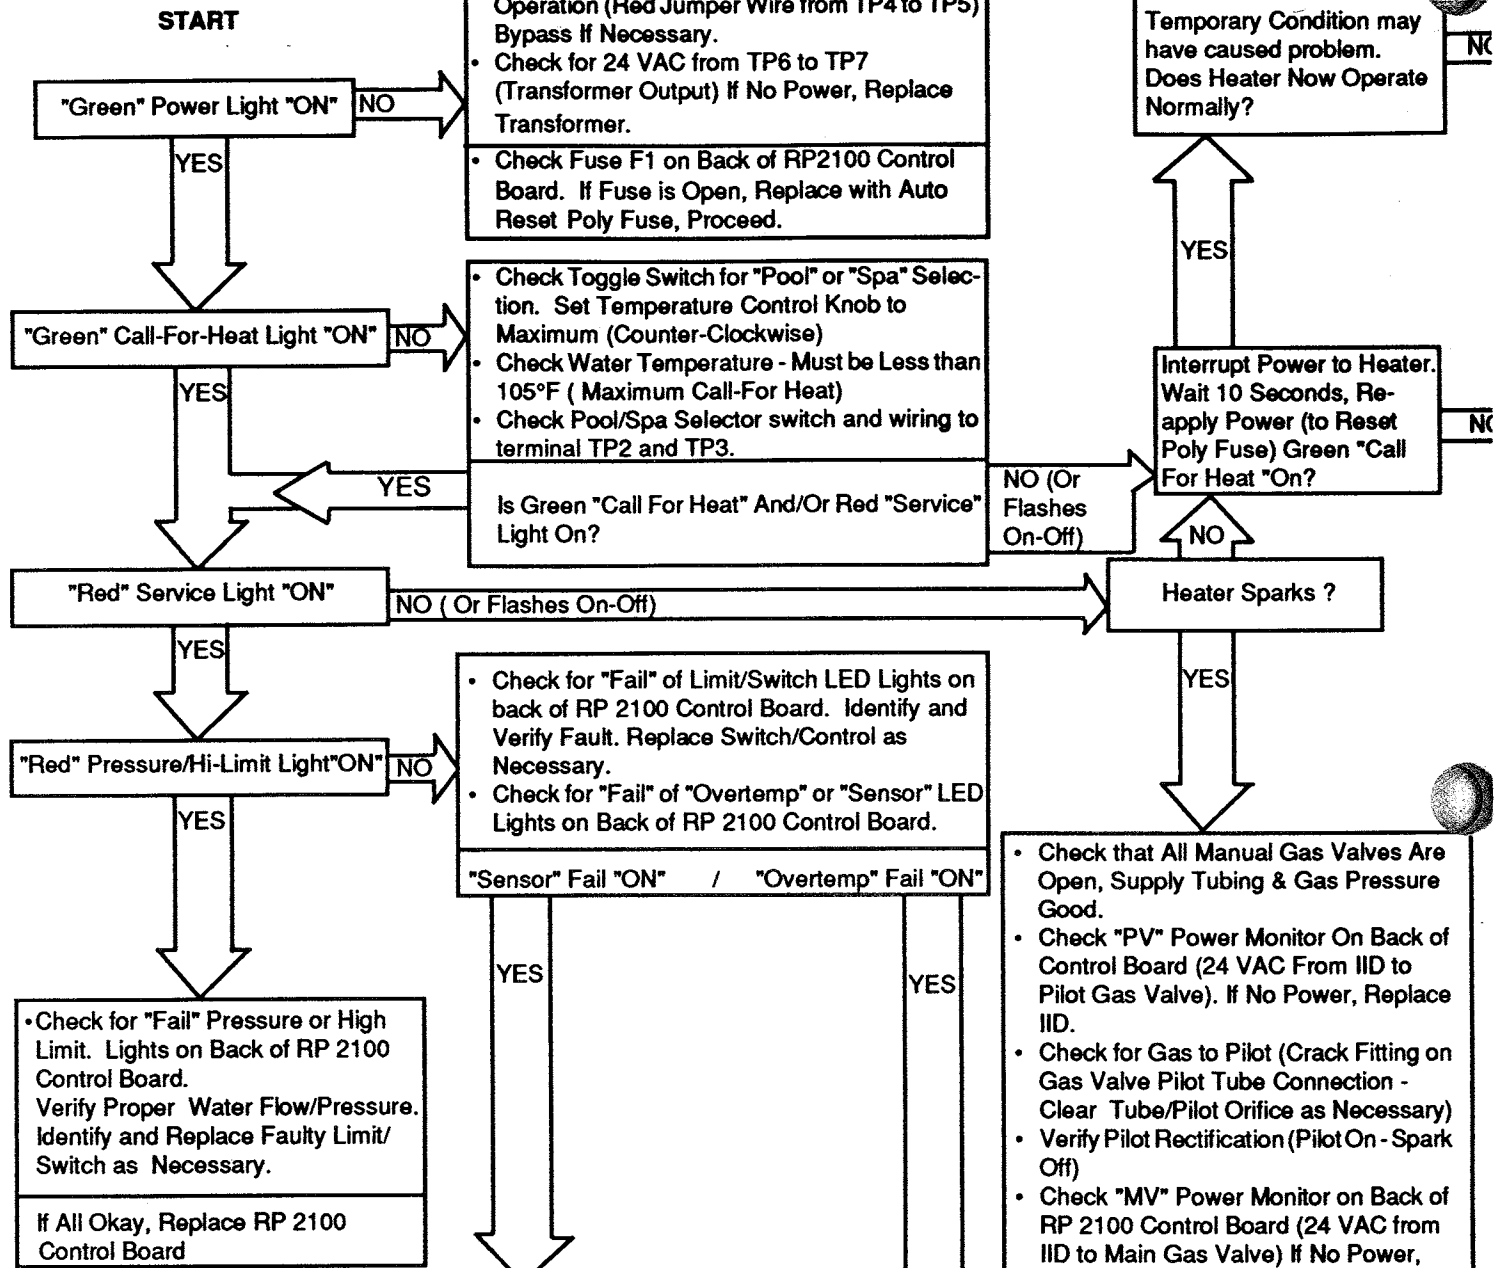 START
Operation (Red Jumper Wire from TP4 to TP5)
Bypass If Necessary.
• Check for 24 VAC from TP6 to TP7
(Transformer Output) If No Power, Replace
Transformer.
• Check Fuse F1 on Back of RP2100 Control
Board. If Fuse is Open, Replace with Auto
Reset Poly Fuse, Proceed.
Temporary Condition may
have caused problem.
Does Heater Now Operate
Normally?
"Green" Power Light "ON"
NO
YES
YES
• Check Toggle Switch for "Pool" or "Spa" Selec-
tion. Set Temperature Control Knob to
Maximum (Counter-Clockwise)
• Check Water Temperature - Must be Less than
105°F ( Maximum Call-For Heat)
• Check Pool/Spa Selector switch and wiring to
terminal TP2 and TP3.
"Green" Call-For-Heat Light "ON"
NO
YES
Interrupt Power to Heater.
Wait 10 Seconds, Re-
apply Power (to Reset
Poly Fuse) Green "Call
For Heat "On?
YES
Is Green "Call For Heat" And/Or Red "Service"
Light On?
NO (Or
Flashes
On-Off)
NO
"Red" Service Light "ON"
NO ( Or Flashes On-Off)
Heater Sparks ?
YES
YES
• Check for "Fail" of Limit/Switch LED Lights on
back of RP 2100 Control Board. Identify and
Verify Fault. Replace Switch/Control as
Necessary.
• Check for "Fail" of "Overtemp" or "Sensor" LED
Lights on Back of RP 2100 Control Board.
"Red" Pressure/Hi-Limit Light"ON"
NO
YES
"Sensor" Fail "ON" / "Overtemp" Fail "ON"
YES
YES
• Check that All Manual Gas Valves Are
Open, Supply Tubing & Gas Pressure
Good.
• Check "PV" Power Monitor On Back of
Control Board (24 VAC From IID to
Pilot Gas Valve). If No Power, Replace
IID.
• Check for Gas to Pilot (Crack Fitting on
Gas Valve Pilot Tube Connection -
Clear Tube/Pilot Orifice as Necessary)
• Verify Pilot Rectification (Pilot On - Spark
Off)
• Check "MV" Power Monitor on Back of
RP 2100 Control Board (24 VAC from
IID to Main Gas Valve) If No Power,
• Check for "Fail" Pressure or High
Limit. Lights on Back of RP 2100
Control Board.
Verify Proper Water Flow/Pressure.
Identify and Replace Faulty Limit/
Switch as Necessary.
If All Okay, Replace RP 2100
Control Board